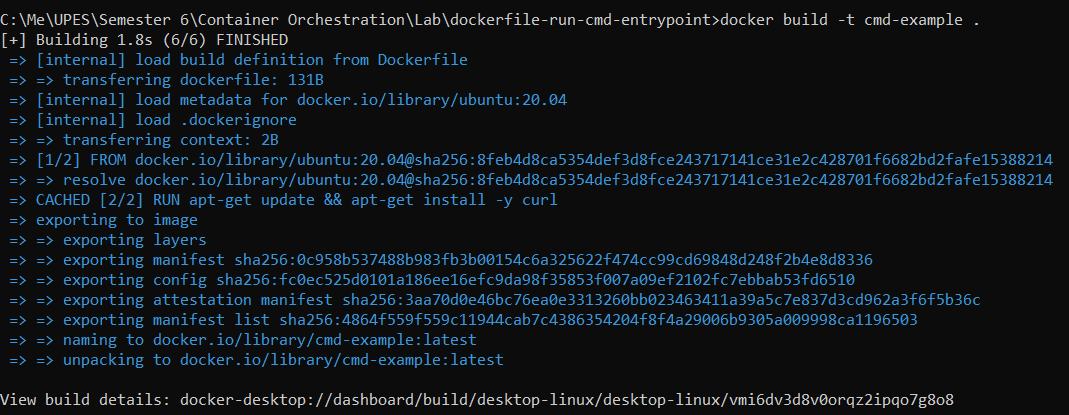 C:\Me\UPES\Semester 6\Container Orchestration\Lab\dockerfile-run-cmd-entrypoint>docker build -t cmd-example .
[+] Building 1.8s (6/6) FINISHED
=> [internal] load build definition from Dockerfile
=> => transferring dockerfile: 131B
=> [internal] load metadata for docker.io/library/ubuntu:20.04
=> [internal] load .dockerignore
=> => transferring context: 2B
=> [1/2] FROM docker.io/library/ubuntu:20.04@sha256:8feb4d8ca5354def3d8fce243717141ce31e2c428701f6682bd2fafe15388214
=> => resolve docker.io/library/ubuntu:20.04@sha256:8feb4d8ca5354def3d8fce243717141ce31e2c428701f6682bd2fafe15388214
=> CACHED [2/2] RUN apt-get update && apt-get install -y curl
=> exporting to image
=> => exporting layers
=> => exporting manifest sha256:0c958b537488b983fb3b00154c6a325622f474cc99cd69848d248f2b4e8d8336
=> => exporting config sha256:fc0ec525d0101a186ee16efc9da98f35853f007a09ef2102fc7ebbab53fd6510
=> => exporting attestation manifest sha256:3aa70d0e46bc76ea0e3313260bb023463411a39a5c7e837d3cd962a3f6f5b36c
=> => exporting manifest list sha256:4864f559f559c11944cab7c4386354204f8f4a29006b9305a009998ca1196503
=> => naming to docker.io/library/cmd-example:latest
=> => unpacking to docker.io/library/cmd-example:latest
View build details: docker-desktop://dashboard/build/desktop-linux/desktop-linux/vmi6dv3d8v0orqz2ipqo7g8o8